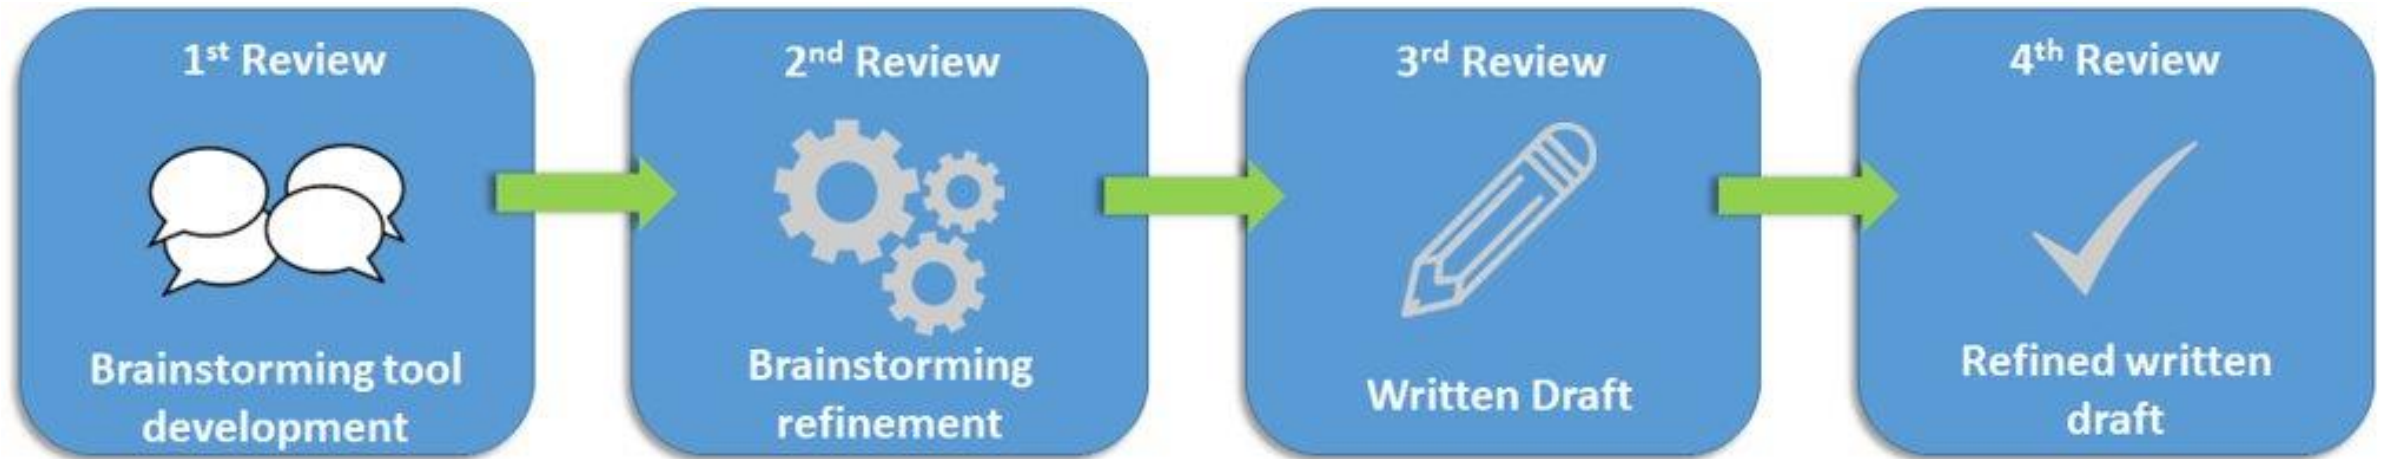 1st Review
Brainstorming tool
development
2nd Review
Brainstorming
refinement
3rd Review
Written Draft
4th Review
Refined written
draft